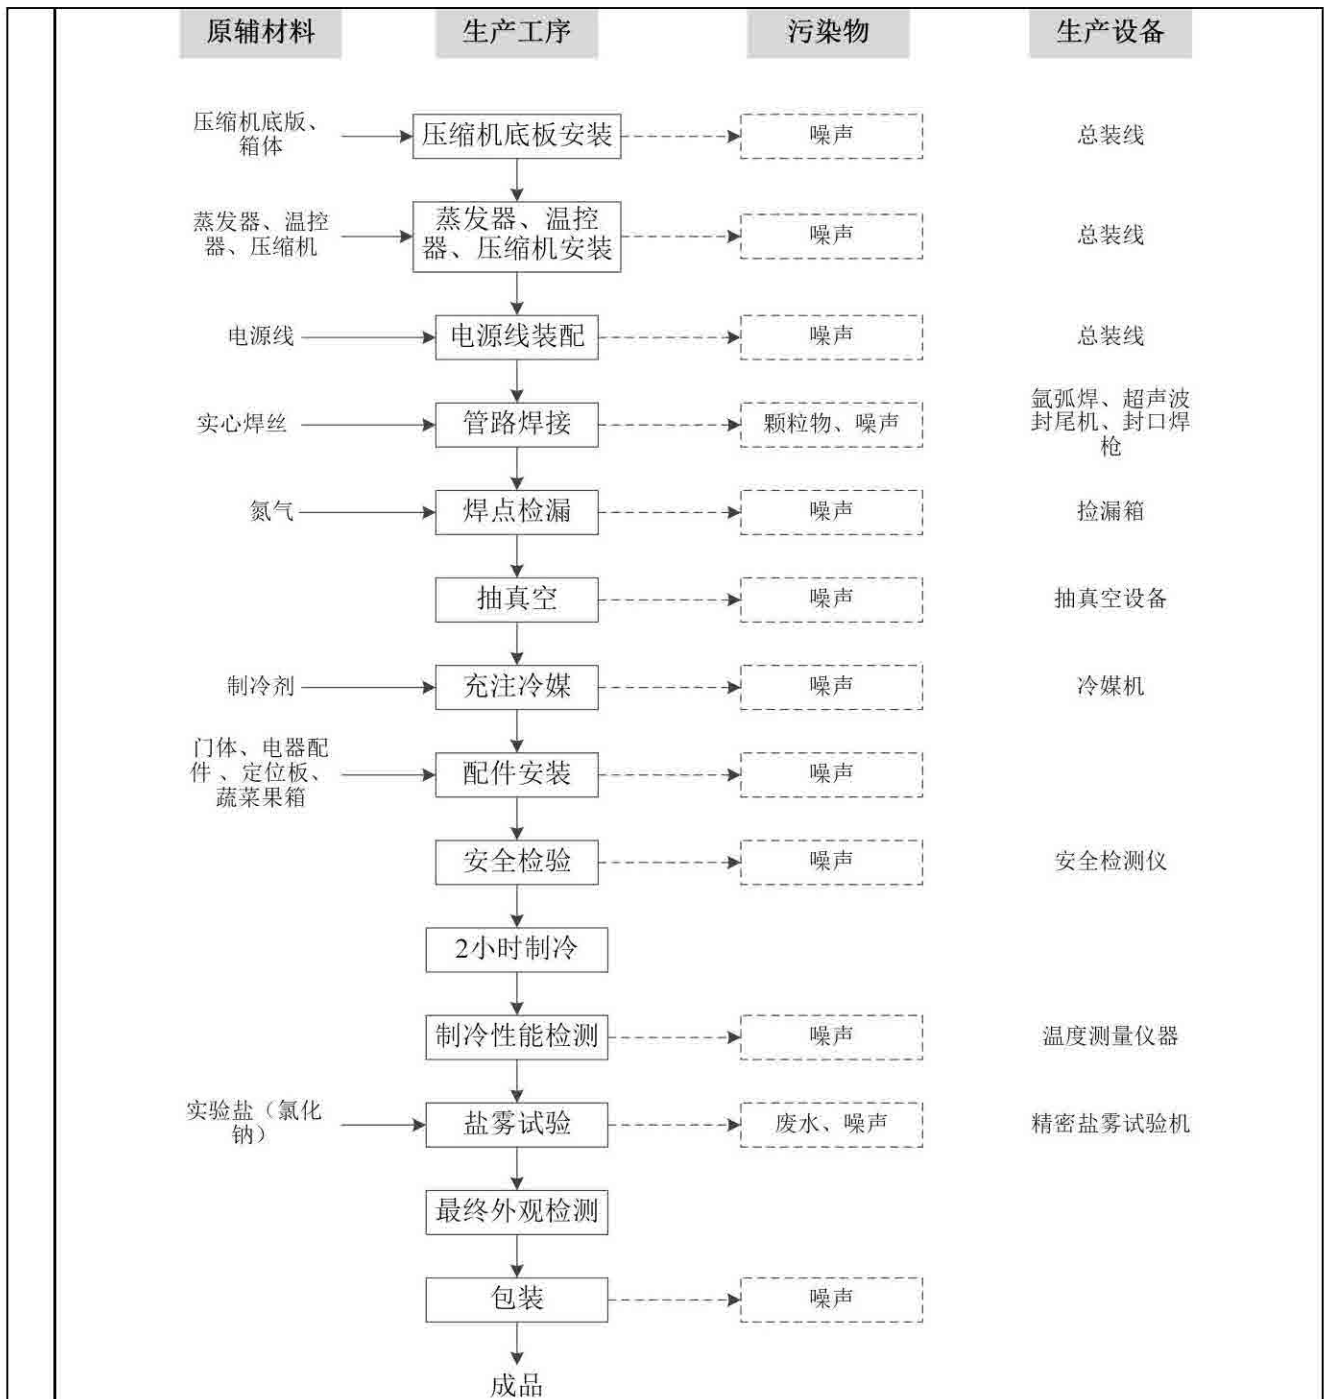 原辅材料
生产工序
污染物
生产设备
压缩机底版、
箱体
压缩机底板安装
噪声
总装线
蒸发器、温控
器、压缩机
蒸发器、温控
器、压缩机安装
噪声
总装线
电源线
电源线装配
噪声
总装线
实心焊丝
管路焊接
颗粒物、噪声
氩弧焊、超声波
封尾机、封口焊
枪
氮气
焊点检漏
噪声
捡漏箱
抽真空
噪声
抽真空设备
制冷剂
充注冷媒
噪声
冷媒机
门体、电器配
件 、定位板、
蔬菜果箱
配件安装
噪声
安全检验
噪声
安全检测仪
2小时制冷
制冷性能检测
噪声
温度测量仪器
实验盐（氯化
钠）
盐雾试验
废水、噪声
精密盐雾试验机
最终外观检测
包装
噪声
成品